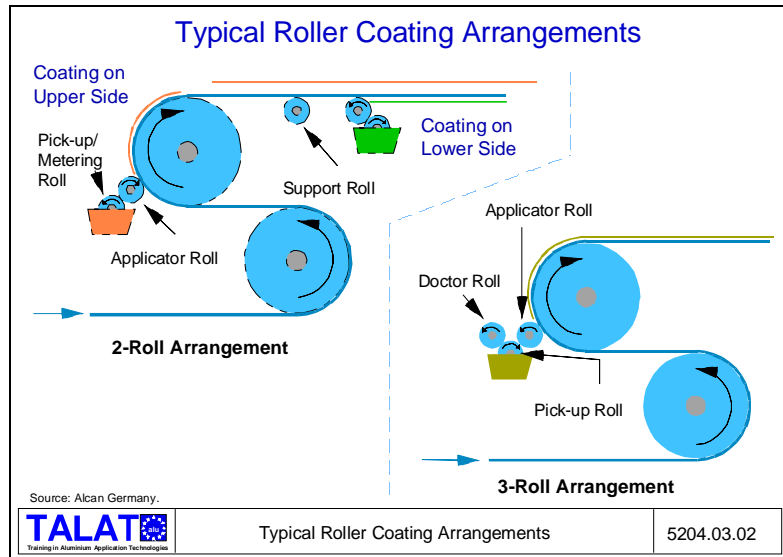 Typical Roller Coating Arrangements
Coating on
Upper Side
Pick-up/
Metering
Roll
Applicator Roll
Support Roll
Coating on
Lower Side
2-Roll Arrangement
Applicator Roll
Doctor Roll
Pick-up Roll
3-Roll Arrangement
Source: Alcan Germany.
TALAT
alu
Training in Aluminium Application Technologies
Typical Roller Coating Arrangements
5204.03.02